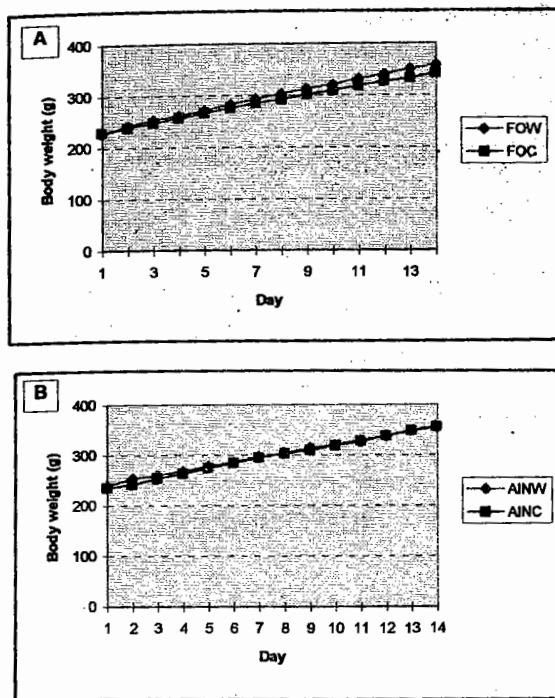 A
400
300
200
100
0
Body weight (g)
1 3 5 7 9 11 13
Day
FOW
FOC
B
400
300
200
100
0
Body weight (g)
1 2 3 4 5 6 7 8 9 10 11 12 13 14
Day
AINW
AINC